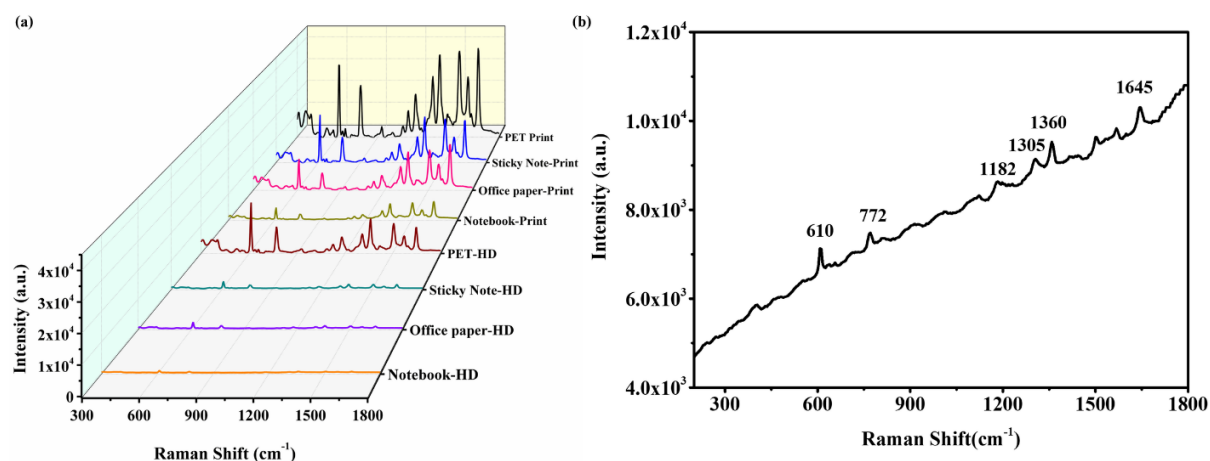 (a)
PET Print
Sticky Note-Print
Office paper-Print
Notebook-Print
PET-HD
Sticky Note-HD
Office paper-HD
Notebook-HD
Intensity (a.u.)
4x10⁴
3x10⁴
2x10⁴
1x10⁴
0
300 600 900 1200 1500 1800
Raman Shift (cm⁻¹)
(b)
1.2x10⁴
1.0x10⁴
8.0x10³
6.0x10³
4.0x10³
Intensity (a.u.)
610
772
1182
1305
1360
1645
300 600 900 1200 1500 1800
Raman Shift(cm⁻¹)